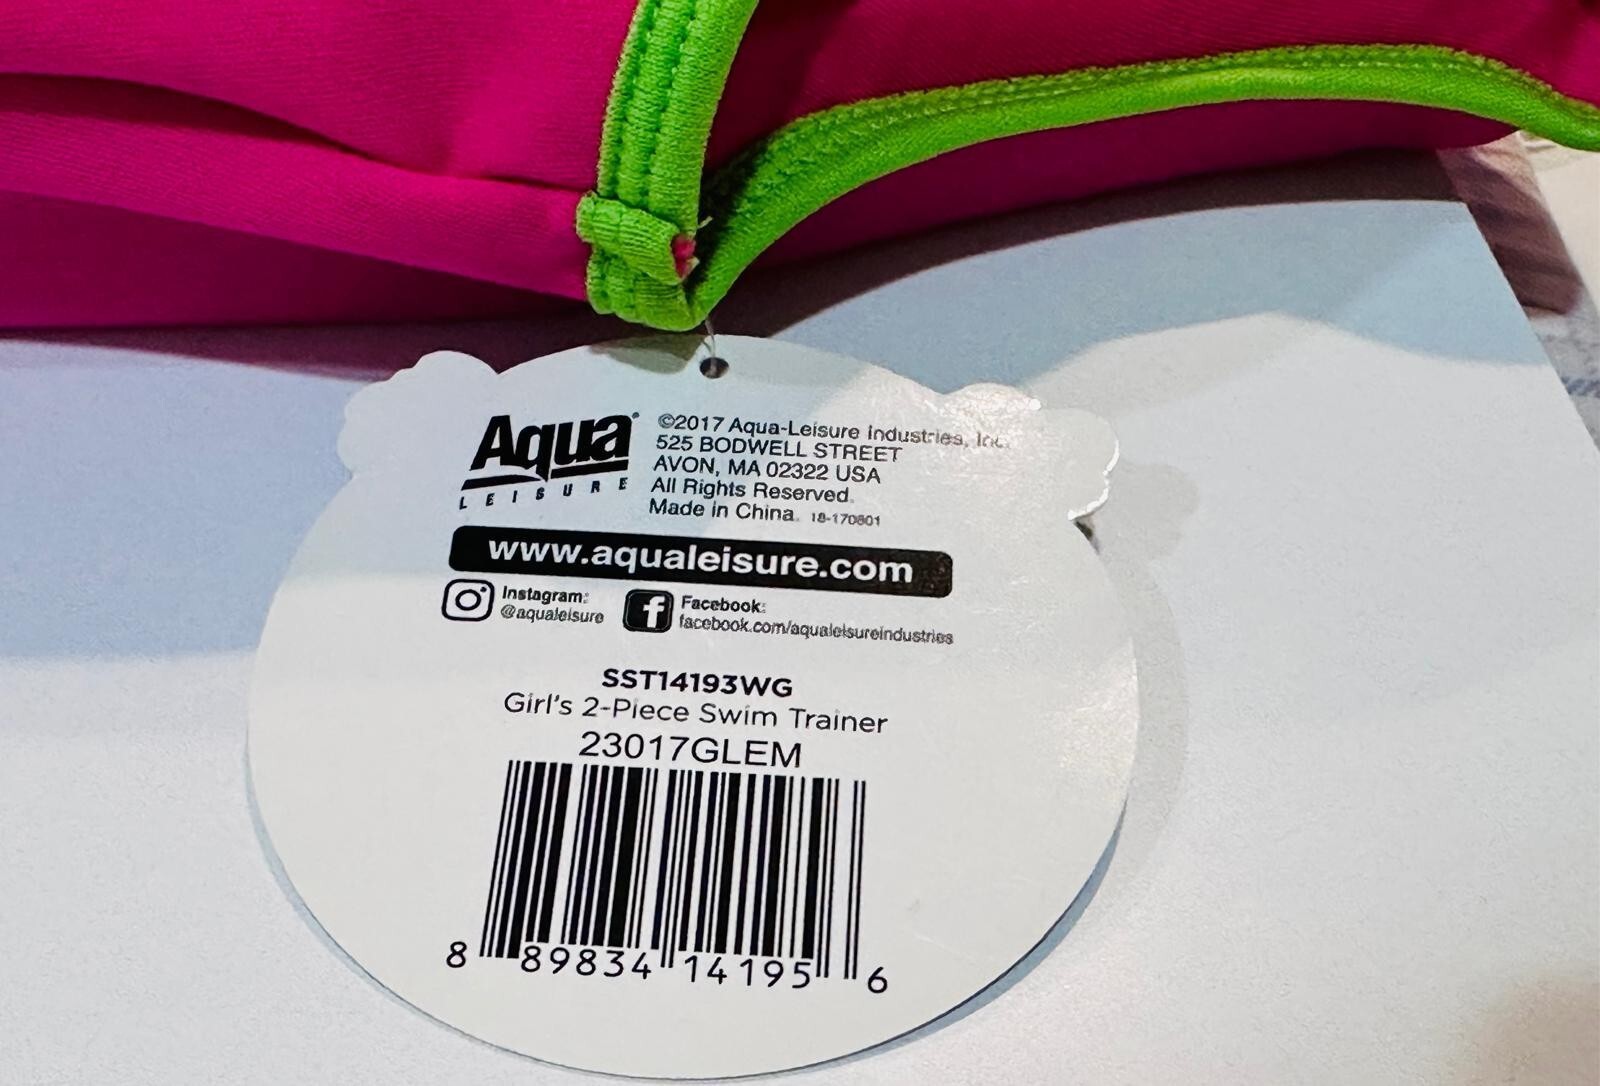 Aqua
LEISURE
©2017 Aqua-Leisure Industries, Inc.
525 BODWELL STREET
AVON, MA 02322 USA
All Rights Reserved.
Made in China. 18-170801
www.aqualeisure.com
Instagram:
@aqualeisure
Facebook:
facebook.com/aqualeisureindustries
SST14193WG
Girl's 2-Piece Swim Trainer
23017GLEM
8 89834 14195 6